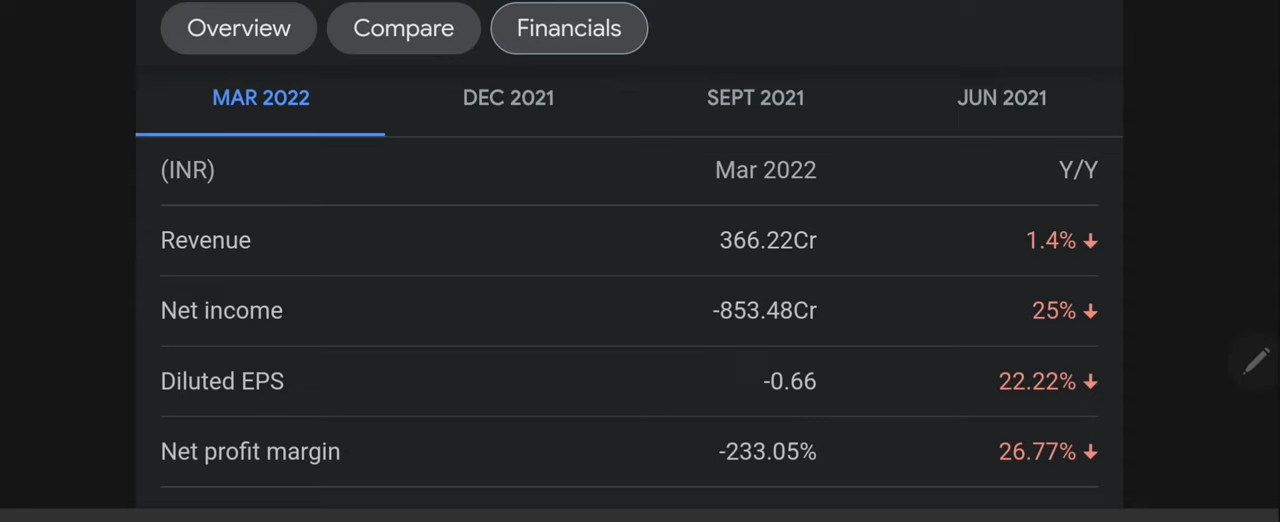 Overview Compare Financials
MAR 2022 DEC 2021 SEPT 2021 JUN 2021
(INR) Mar 2022 Y/Y
Revenue 366.22Cr 1.4% ↓
Net income -853.48Cr 25% ↓
Diluted EPS -0.66 22.22% ↓
Net profit margin -233.05% 26.77% ↓